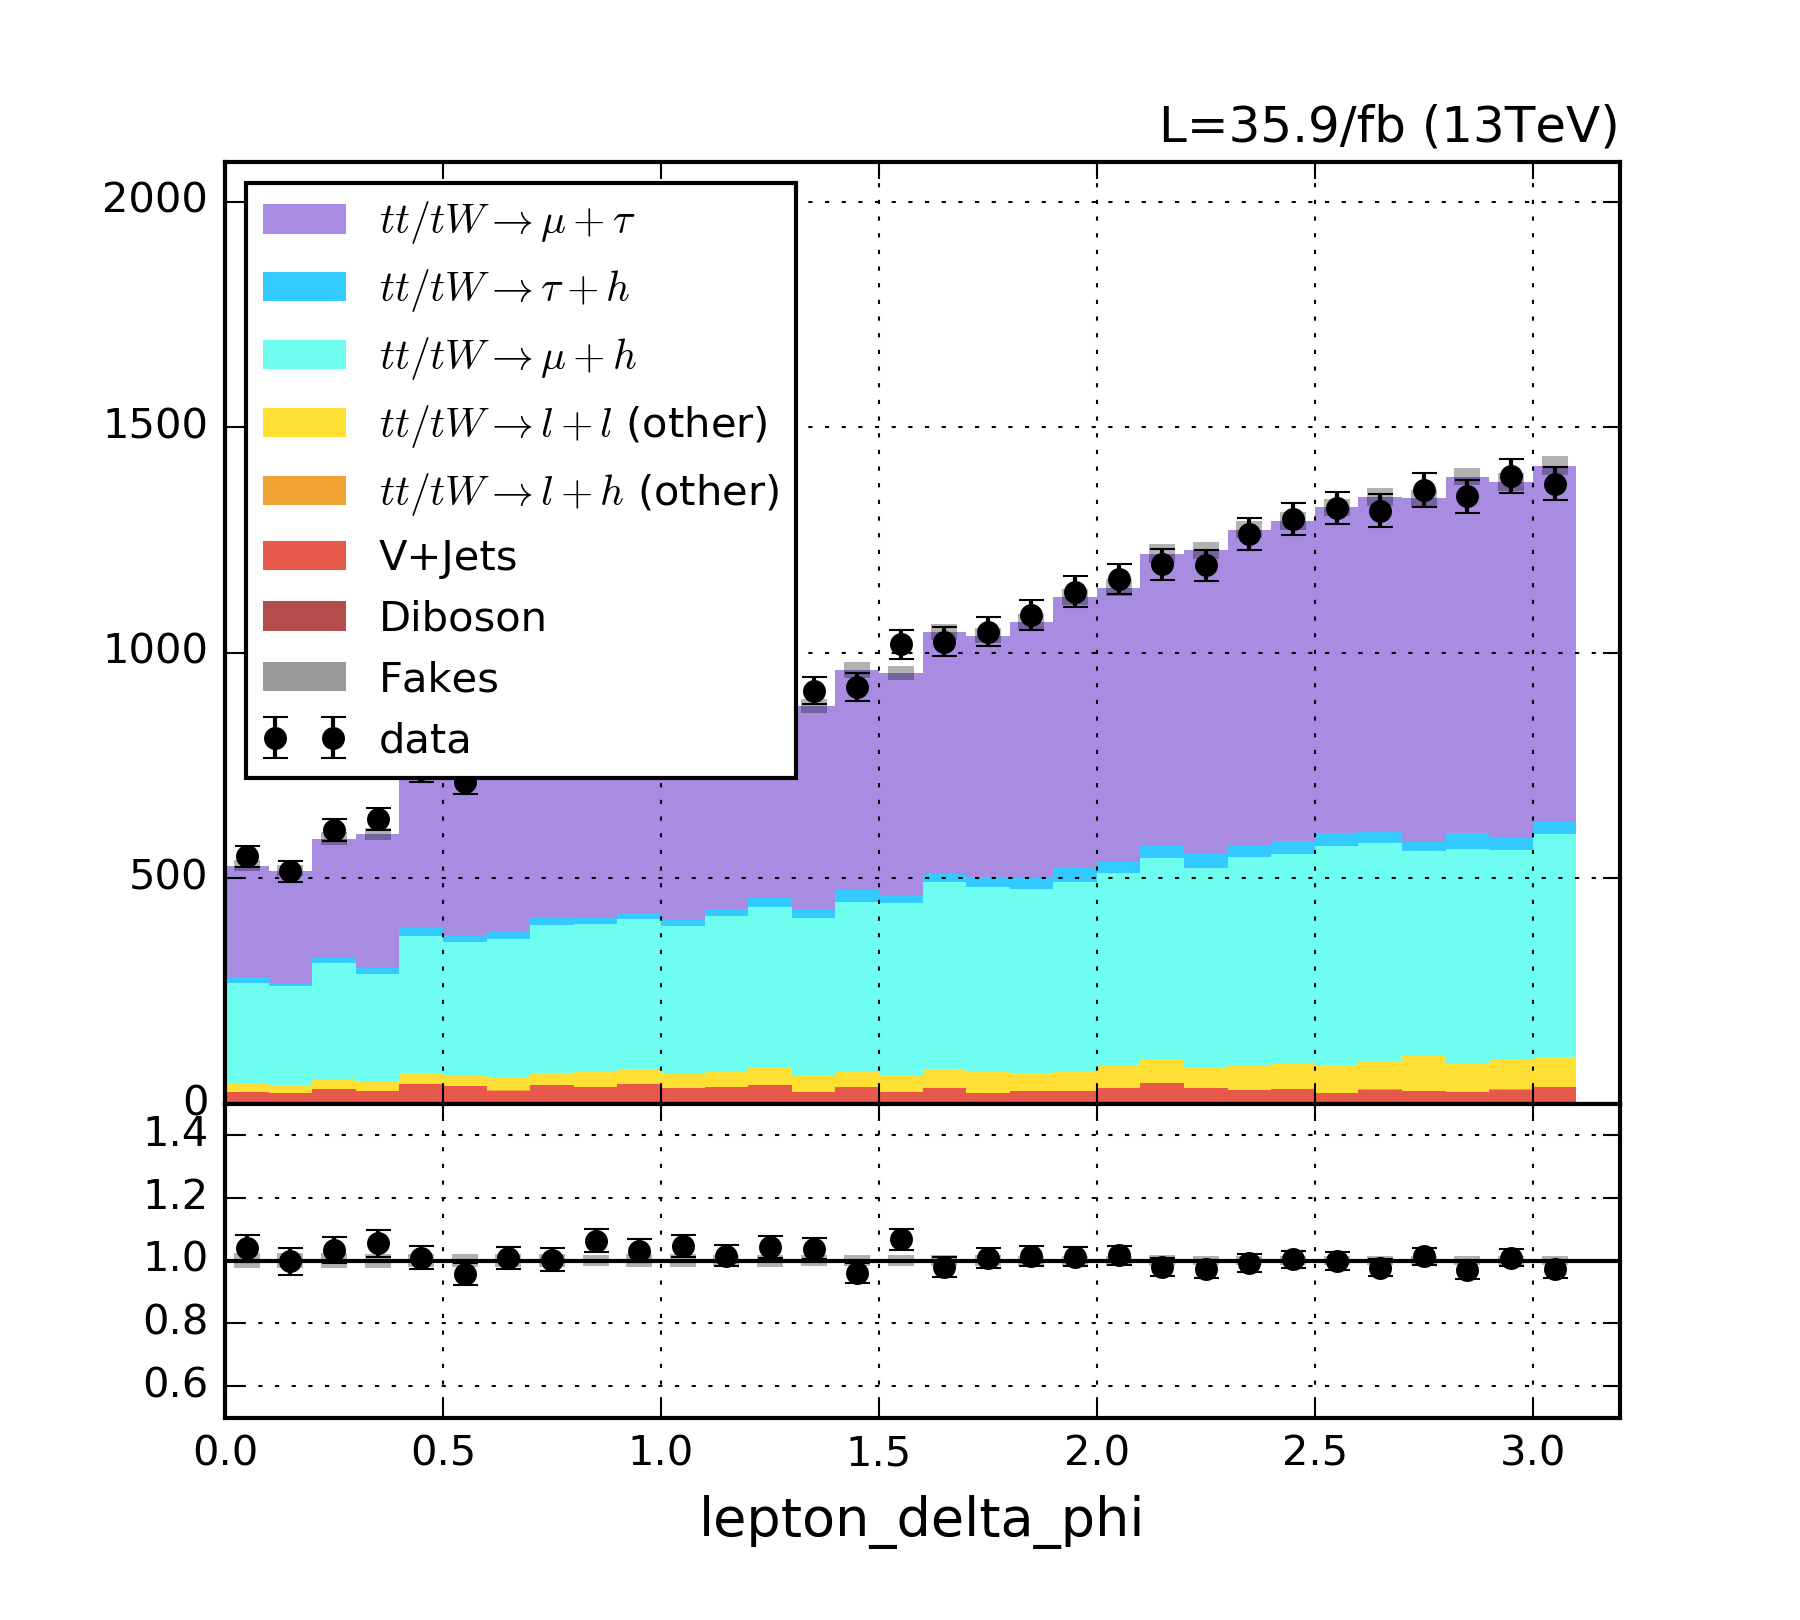 L=35.9/fb (13TeV)
2000
1500
1000
500
0
tt/tW → μ + τ
tt/tW → τ + h
tt/tW → μ + h
tt/tW → l + l (other)
tt/tW → l + h (other)
V+Jets
Diboson
Fakes
data
1.4
1.2
1.0
0.8
0.6
0.0 0.5 1.0 1.5 2.0 2.5 3.0
lepton_delta_phi